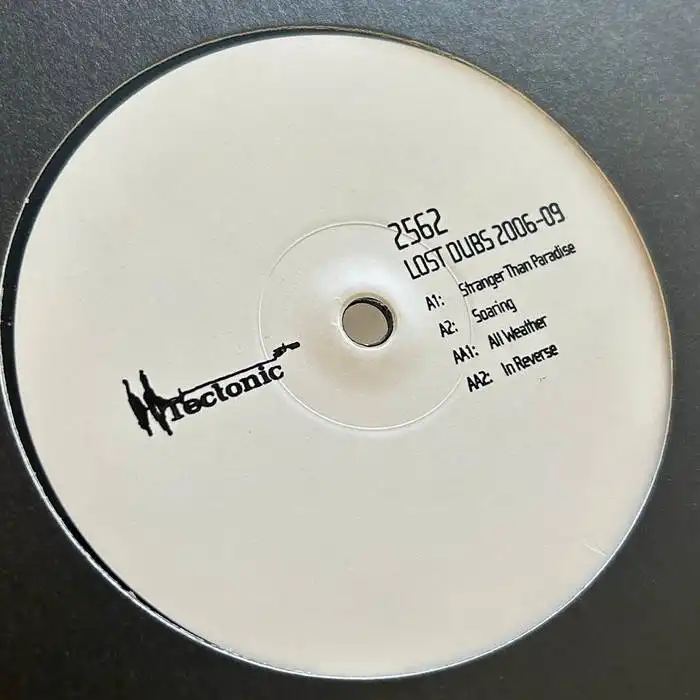 2562
LOST DUBS 2006-09
A1: Stranger Than Paradise
A2: Soaring
AA1: All Weather
AA2: In Reverse
Tectonic